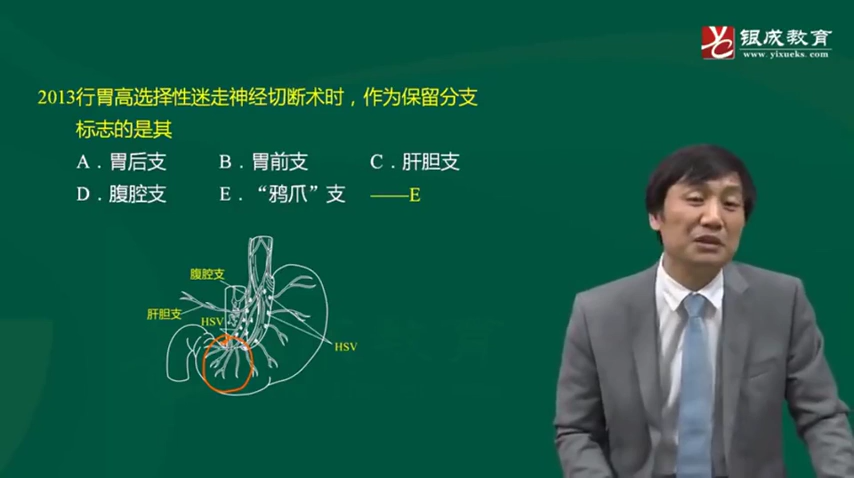 银成教育
www.yixueks.com
2013行胃高选择性迷走神经切断术时，作为保留分支
标志的是其
A．胃后支 B．胃前支 C．肝胆支
D．腹腔支 E．“鸦爪”支 ——E
腹腔支
肝胆支
HSV
HSV